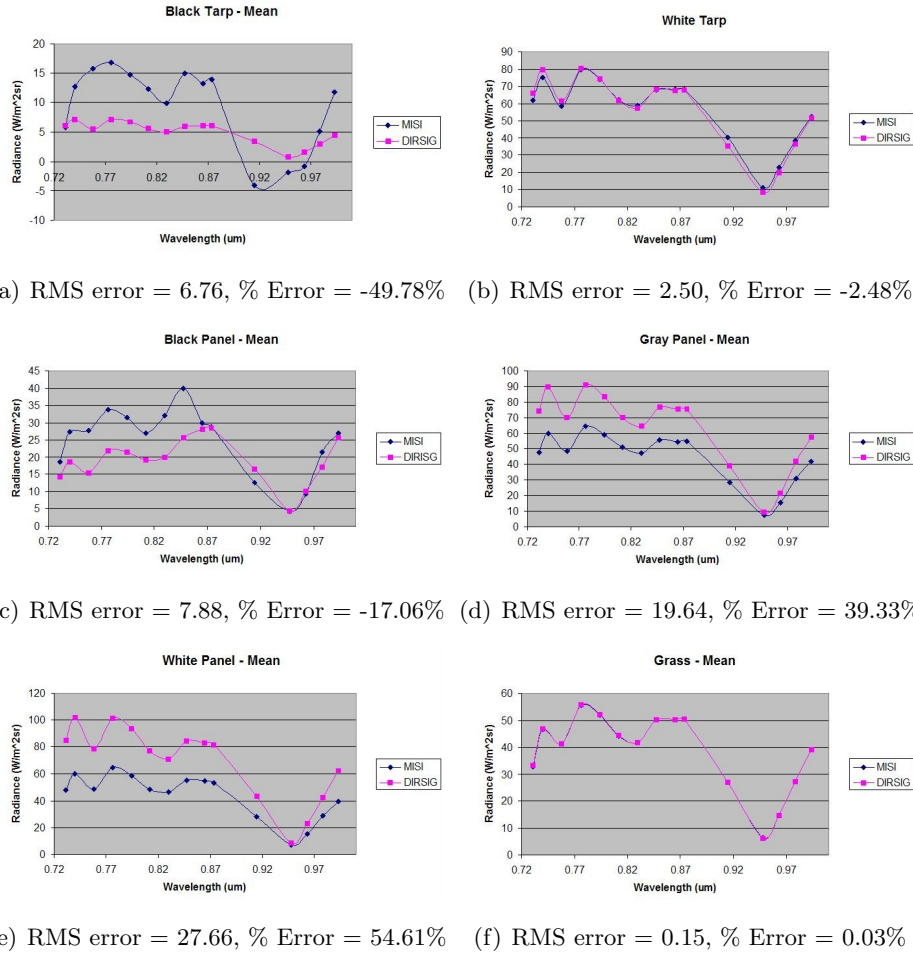 Black Tarp - Mean
20
15
10
5
0
-5
-10
0.72 0.77 0.82 0.87 0.92 0.97
Radiance (W/m^2sr)
Wavelength (um)
MISI
DIRSIG
White Tarp
90
80
70
60
50
40
30
20
10
0
0.72 0.77 0.82 0.87 0.92 0.97
Radiance (W/m^2sr)
Wavelength (um)
MISI
DIRSIG
a) RMS error = 6.76, % Error = -49.78%
(b) RMS error = 2.50, % Error = -2.48%
Black Panel - Mean
45
40
35
30
25
20
15
10
5
0
0.72 0.77 0.82 0.87 0.92 0.97
Radiance (W/m^2sr)
Wavelength (um)
MISI
DIRSIG
Gray Panel - Mean
100
90
80
70
60
50
40
30
20
10
0
0.72 0.77 0.82 0.87 0.92 0.97
Radiance (W/m^2sr)
Wavelength (um)
MISI
DIRSIG
c) RMS error = 7.88, % Error = -17.06%
(d) RMS error = 19.64, % Error = 39.33%
White Panel - Mean
120
100
80
60
40
20
0
0.72 0.77 0.82 0.87 0.92 0.97
Radiance (W/m^2sr)
Wavelength (um)
MISI
DIRSIG
Grass - Mean
60
50
40
30
20
10
0
0.72 0.77 0.82 0.87 0.92 0.97
Radiance (W/m^2sr)
Wavelength (um)
MISI
DIRSIG
e) RMS error = 27.66, % Error = 54.61%
(f) RMS error = 0.15, % Error = 0.03%